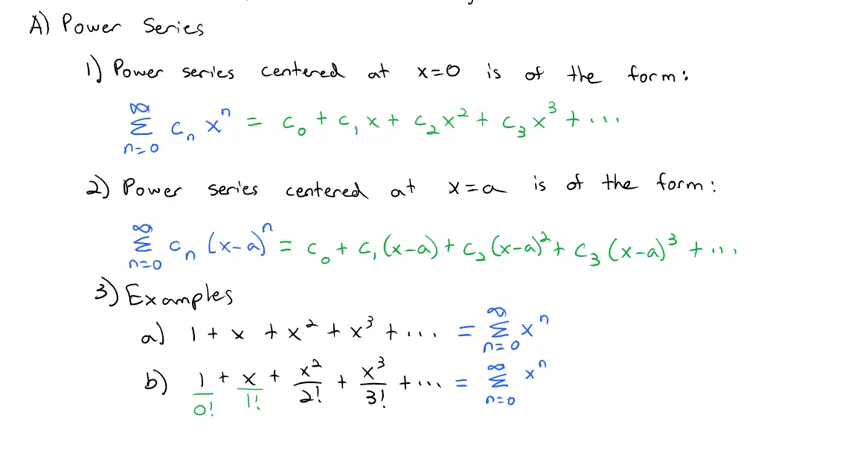 A) Power Series
1) Power series centered at x=0 is of the form:
∞∑n=0 cₙ xⁿ = c₀ + c₁x + c₂x² + c₃x³ + ...
2) Power series centered at x=a is of the form:
∞∑n=0 cₙ (x-a)ⁿ = c₀ + c₁(x-a) + c₂(x-a)² + c₃(x-a)³ + ...
3) Examples
a) 1 + x + x² + x³ + ... = ∞∑n=0 xⁿ
b) 1/0! + x/1! + x²/2! + x³/3! + ... = ∞∑n=0 xⁿ